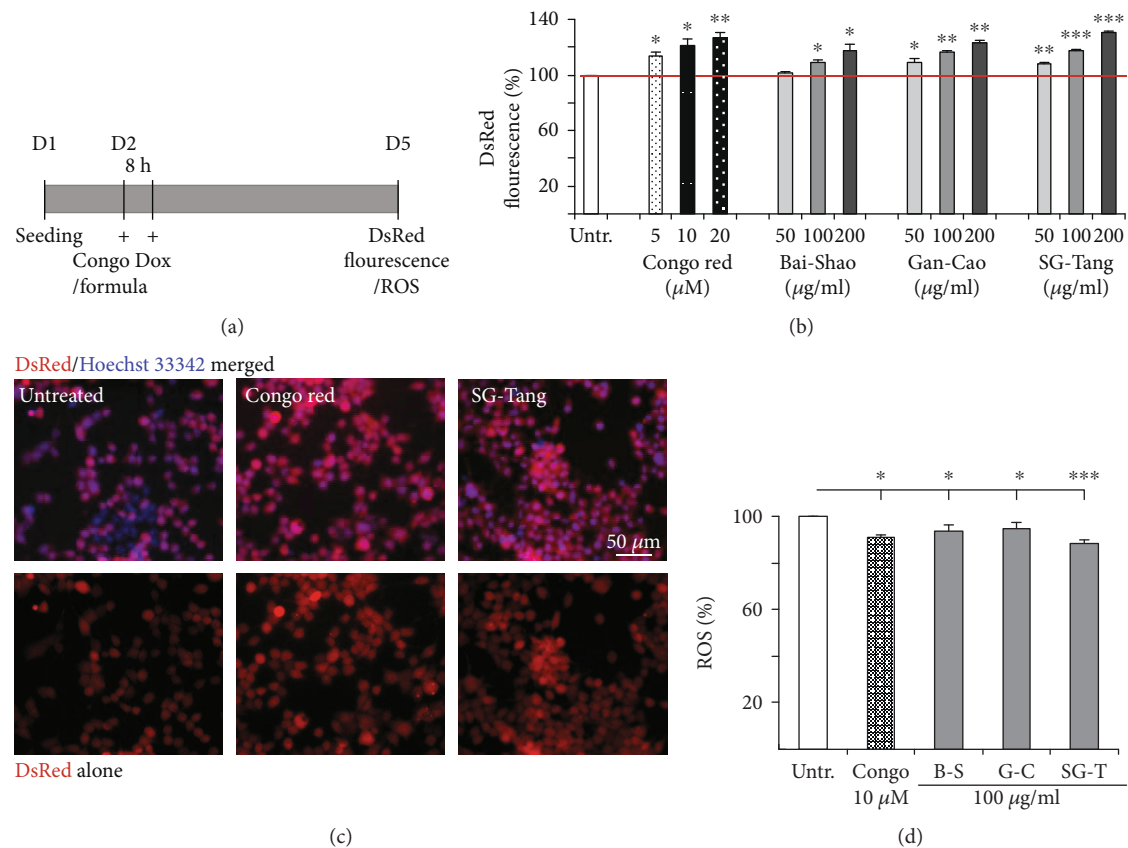 D1 D2 D5
8 h
Seeding + + DsRed
Congo Dox flourescence
/formula /ROS
(a)
DsRed
flourescence (%)
140
100
60
20
* * ** * * * ** ** ** *** ***
Untr. 5 10 20 50 100 200 50 100 200 50 100 200
Congo red Bai-Shao Gan-Cao SG-Tang
(μM) (μg/ml) (μg/ml) (μg/ml)
(b)
DsRed/Hoechst 33342 merged
Untreated Congo red SG-Tang
50 μm
DsRed alone
(c)
ROS (%)
* * * ***
100
60
20
Untr. Congo B-S G-C SG-T
10 μM 100 μg/ml
(d)